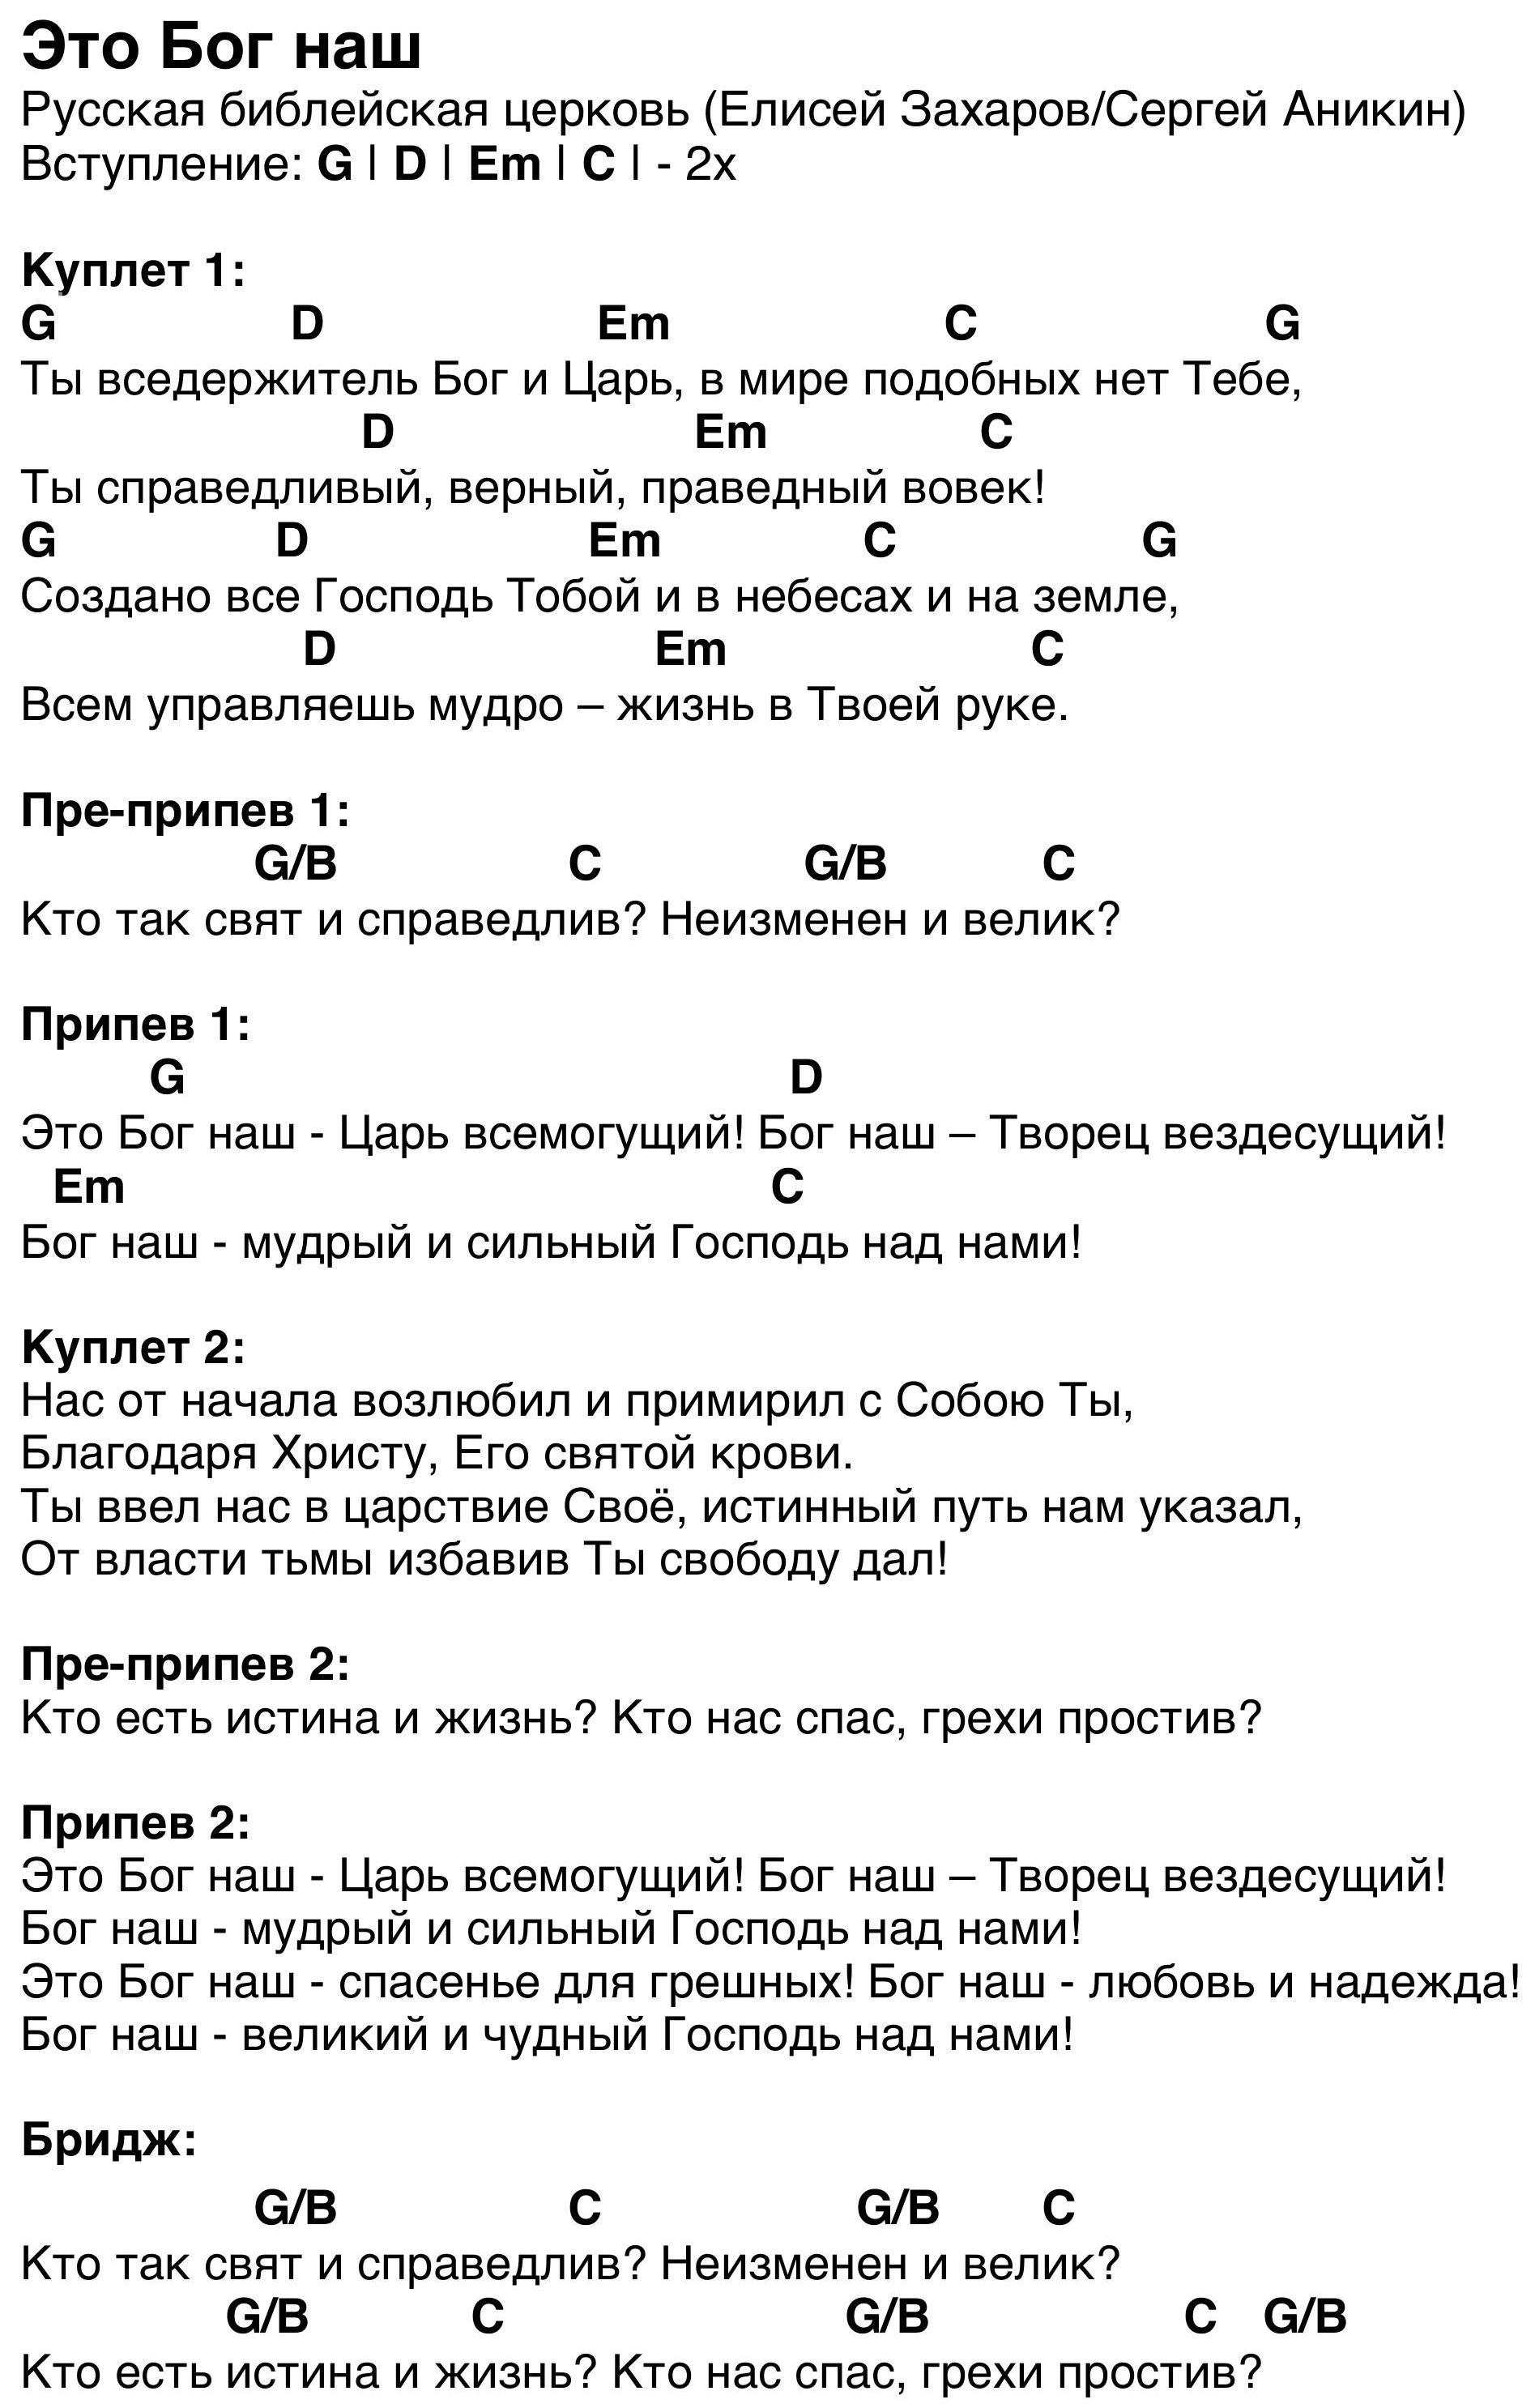 Это Бог наш
Русская библейская церковь (Елисей Захаров/Сергей Аникин)
Вступление: G | D | Em | C | - 2x
Куплет 1:
G D Em C G
Ты вседержитель Бог и Царь, в мире подобных нет Тебе,
D Em C
Ты справедливый, верный, праведный вовек!
G D Em C G
Создано все Господь Тобой и в небесах и на земле,
D Em C
Всем управляешь мудро – жизнь в Твоей руке.
Пре-припев 1:
G/B C G/B C
Кто так свят и справедлив? Неизменен и велик?
Припев 1:
G D
Это Бог наш - Царь всемогущий! Бог наш – Творец вездесущий!
Em C
Бог наш - мудрый и сильный Господь над нами!
Куплет 2:
Нас от начала возлюбил и примирил с Собою Ты,
Благодаря Христу, Его святой крови.
Ты ввел нас в царствие Своё, истинный путь нам указал,
От власти тьмы избавив Ты свободу дал!
Пре-припев 2:
Кто есть истина и жизнь? Кто нас спас, грехи простив?
Припев 2:
Это Бог наш - Царь всемогущий! Бог наш – Творец вездесущий!
Бог наш - мудрый и сильный Господь над нами!
Это Бог наш - спасенье для грешных! Бог наш - любовь и надежда!
Бог наш - великий и чудный Господь над нами!
Бридж:
G/B C G/B C
Кто так свят и справедлив? Неизменен и велик?
G/B C G/B C G/B
Кто есть истина и жизнь? Кто нас спас, грехи простив?